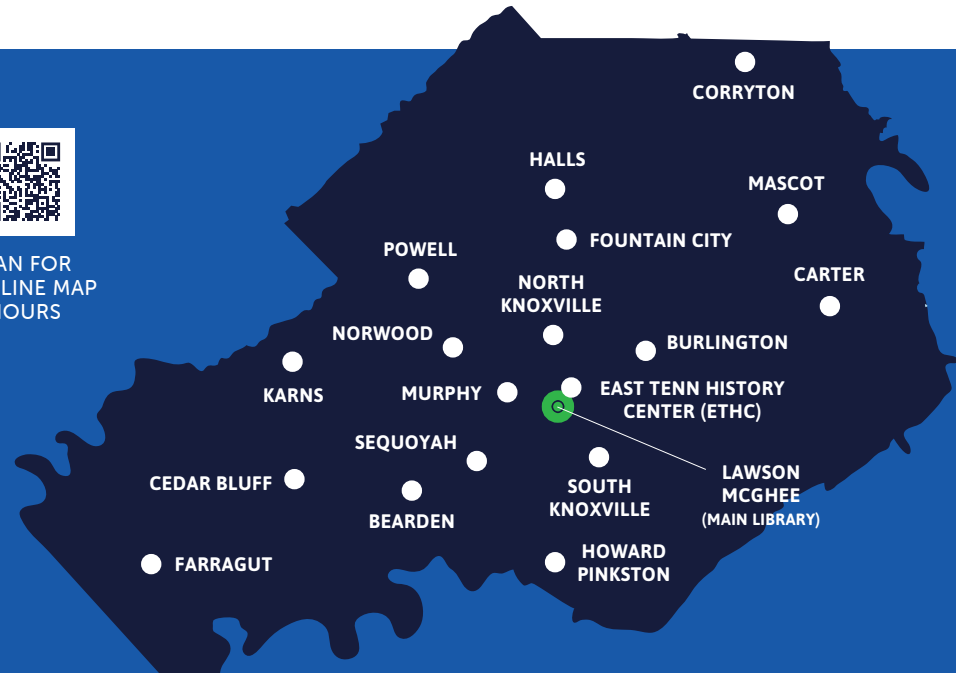 CORRYTON
HALLS
MASCOT
FOUNTAIN CITY
POWELL
AN FOR
LINE MAP
HOURS
CARTER
NORTH
KNOXVILLE
NORWOOD
BURLINGTON
KARNS
MURPHY
EAST TENN HISTORY
CENTER (ETHC)
SEQUOYAH
CEDAR BLUFF
BEARDEN
SOUTH
KNOXVILLE
LAWSON
MCGHEE
(MAIN LIBRARY)
FARRAGUT
HOWARD
PINKSTON